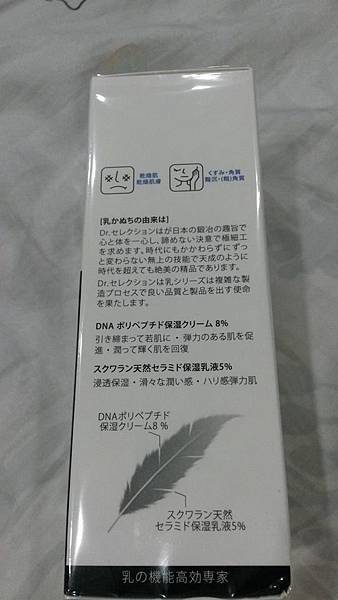 乾燥肌
乾燥肌膚
くすみ・角質
暗沉・(粗)角質
[乳かぬちの由来は]
Dr.セレクションはが日本の鍛冶の趣旨で
心と体を一心し、諦めない決意で極細工
を求めます。時代にもかかわらずにずっ
と変わらない無上の技能で天成のように
時代を超えても絶美の精品であります。
Dr.セレクションは乳シリーズは複雑な製
造プロセスで良い品質と製品を出す使命
を果たします。
DNA ポリペプチド保湿クリーム 8%
引き締まって若肌に・弾力のある肌を促
進・潤って輝く肌を回復
スクワラン天然セラミド保湿乳液5%
浸透保湿・滑々な潤い感・ハリ感弾力肌
DNAポリペプチド
保湿クリーム8 %
スクワラン天然
セラミド保湿乳液5%
乳の機能高効専家